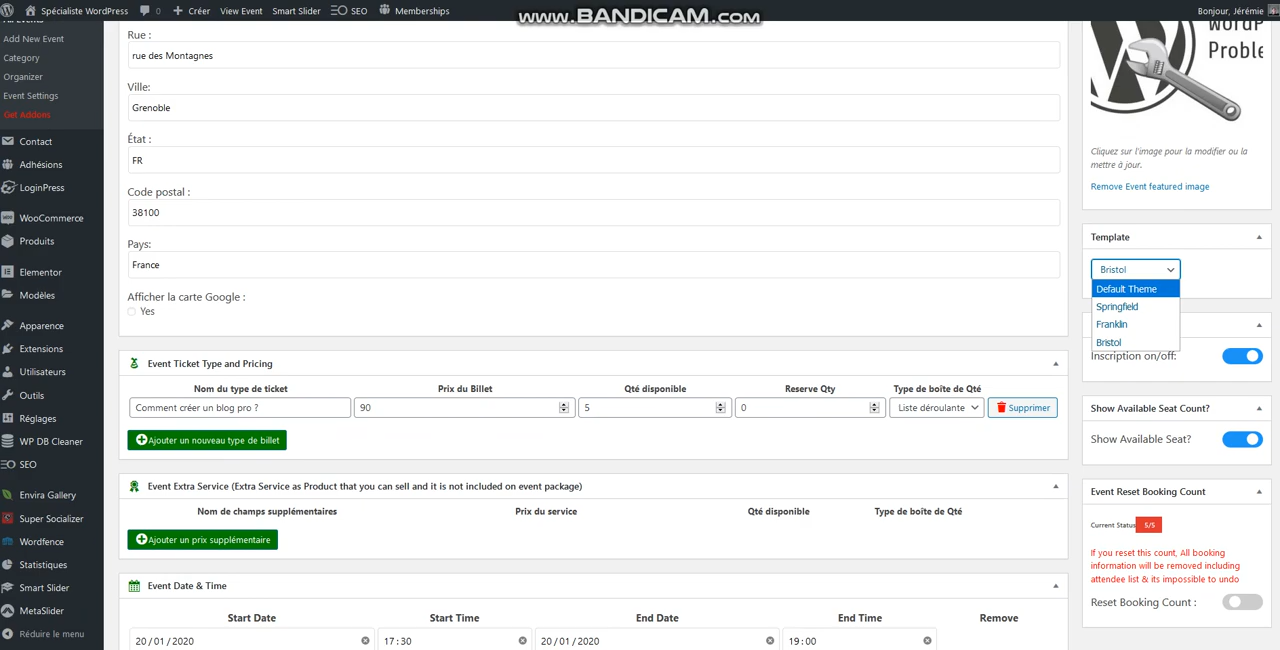 Spécialiste WordPress 0 Créer View Event Smart Slider SEO Memberships
Bonjour, Jérémie
www.BANDICAM.com
All Events
Add New Event
Category
Organizer
Event Settings
Get Addons
Contact
Adhésions
LoginPress
WooCommerce
Produits
Elementor
Modèles
Apparence
Extensions
Utilisateurs
Outils
Réglages
WP DB Cleaner
SEO
Envira Gallery
Super Socializer
Wordfence
Statistiques
Smart Slider
MetaSlider
Réduire le menu
Rue :
rue des Montagnes
Ville:
Grenoble
État :
FR
Code postal :
38100
Pays:
France
Afficher la carte Google :
Yes
Event Ticket Type and Pricing
Nom du type de ticket Prix du Billet Qté disponible Reserve Qty Type de boîte de Qté
Comment créer un blog pro ? 90 5 0 Liste déroulante Supprimer
Ajouter un nouveau type de billet
Event Extra Service (Extra Service as Product that you can sell and it is not included on event package)
Nom de champs supplémentaires Prix du service Qté disponible Type de boîte de Qté
Ajouter un prix supplémentaire
Event Date & Time
Start Date Start Time End Date End Time Remove
20/01/2020 17:30 20/01/2020 19:00
WordP
Proble
Cliquez sur l'image pour la modifier ou la
mettre à jour.
Remove Event featured image
Template
Bristol
Default Theme
Springfield
Franklin
Bristol
Inscription on/off:
Show Available Seat Count?
Show Available Seat?
Event Reset Booking Count
Current Status 5/5
If you reset this count, All booking
information will be removed including
attendee list & its impossible to undo
Reset Booking Count :